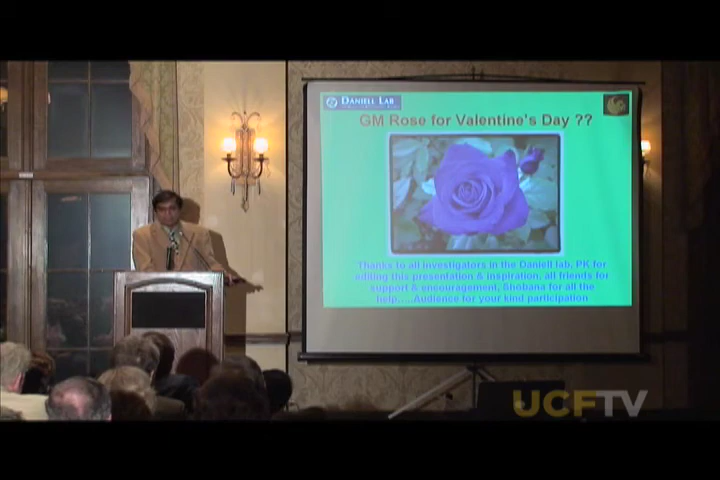 DANIELL LAB
GM Rose for Valentine's Day ??
Thanks to all investigators in the Daniell lab, PK for
editing this presentation & inspiration, all friends for
support & encouragement, Shobana for all the
help.....Audience for your kind participation
UCFTV